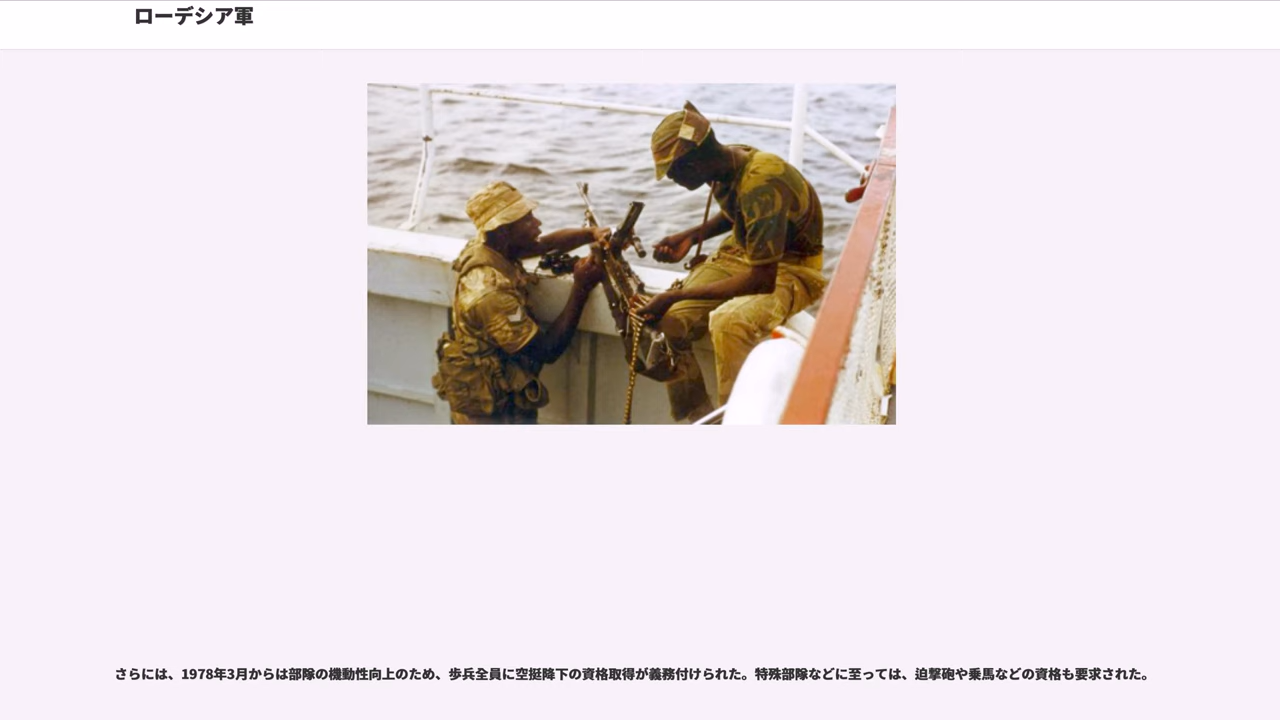 ローデシア軍
さらには、1978年3月からは部隊の機動性向上のため、歩兵全員に空挺降下の資格取得が義務付けられた。特殊部隊などに至っては、迫撃砲や乗馬などの資格も要求された。